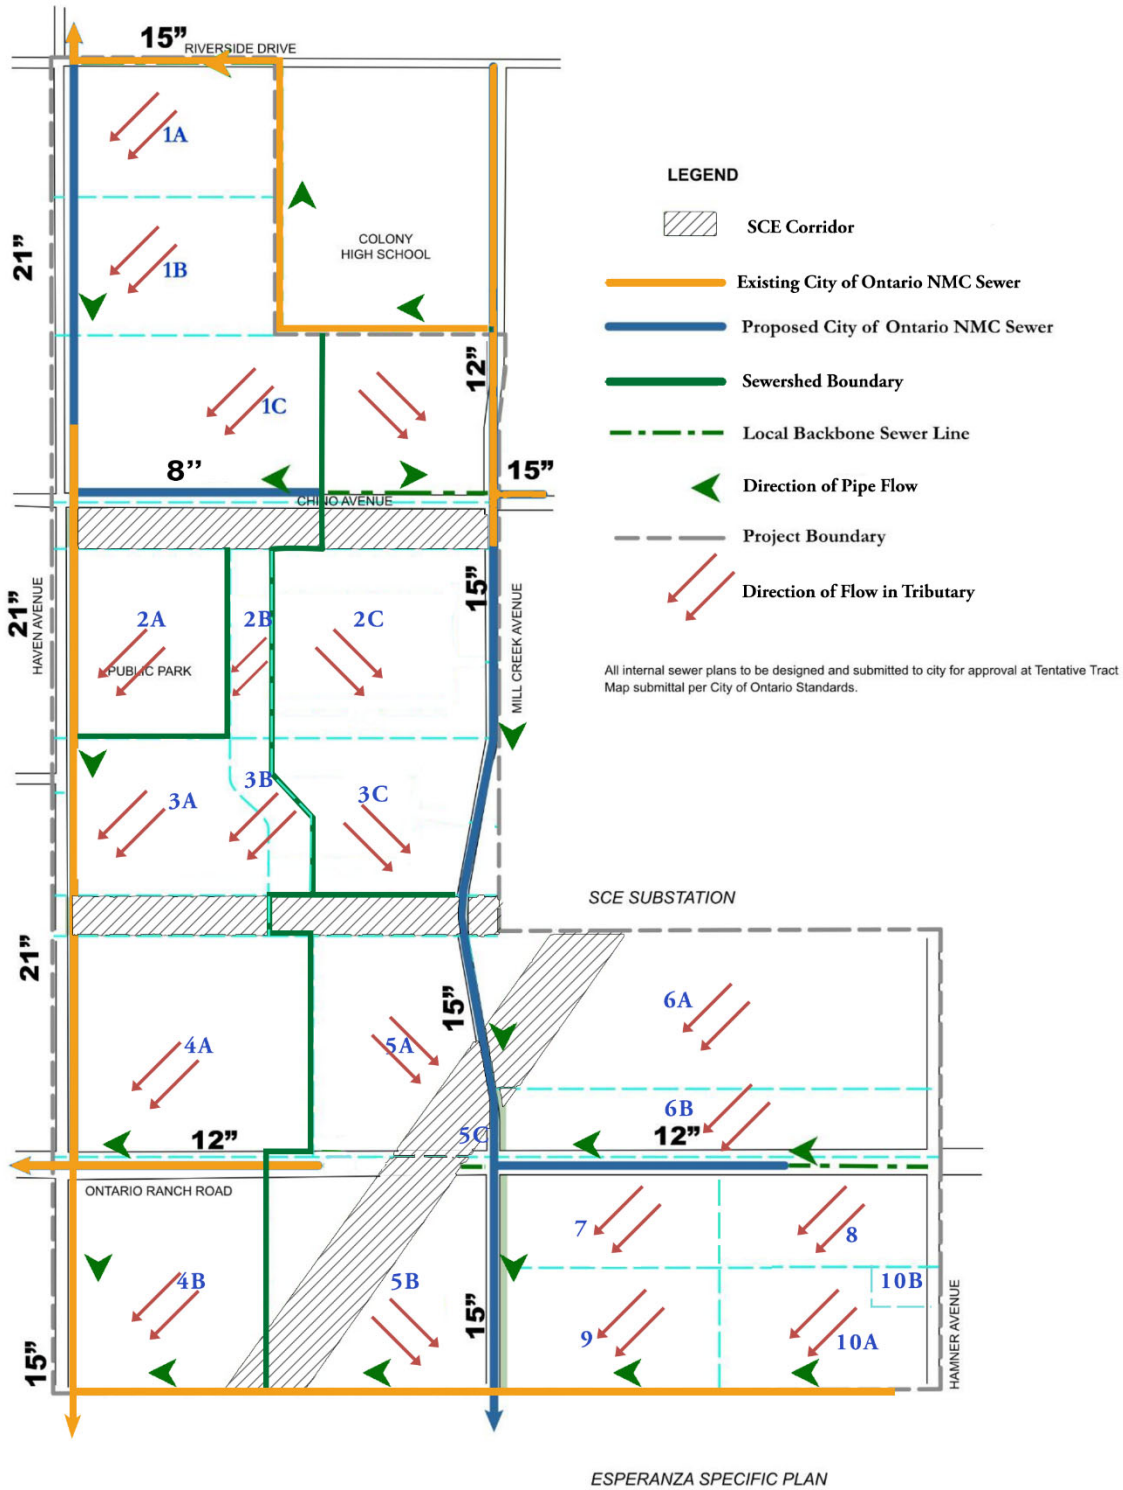 15”
RIVERSIDE DRIVE
1A
21”
1B
COLONY
HIGH SCHOOL
12”
1C
8’’
15”
CHINO AVENUE
LEGEND
SCE Corridor
Existing City of Ontario NMC Sewer
Proposed City of Ontario NMC Sewer
Sewershed Boundary
Local Backbone Sewer Line
Direction of Pipe Flow
Project Boundary
Direction of Flow in Tributary
All internal sewer plans to be designed and submitted to city for approval at Tentative Tract
Map submittal per City of Ontario Standards.
21”
HAVEN AVENUE
2A
PUBLIC PARK
2B
2C
15”
MILL CREEK AVENUE
3A
3B
3C
SCE SUBSTATION
21”
4A
5A
15”
6A
6B
12”
5C
12”
ONTARIO RANCH ROAD
7
8
4B
5B
10B
15”
15”
9
10A
HAMNER AVENUE
ESPERANZA SPECIFIC PLAN